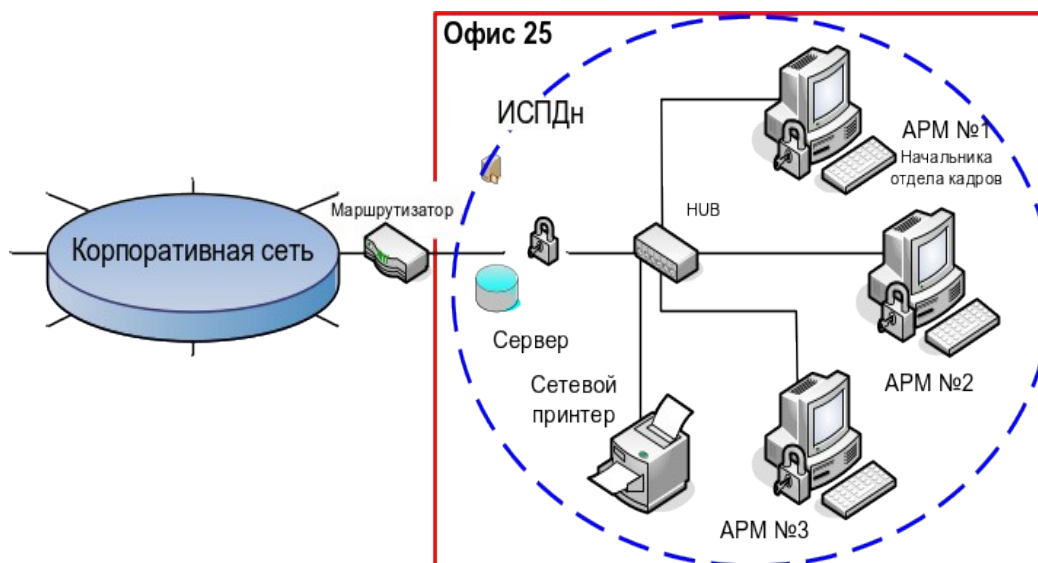 Офис 25
ИСПДн
АРМ №1
Начальника
отдела кадров
Маршрутизатор
HUB
Корпоративная сеть
Сервер
Сетевой
принтер
АРМ №2
АРМ №3